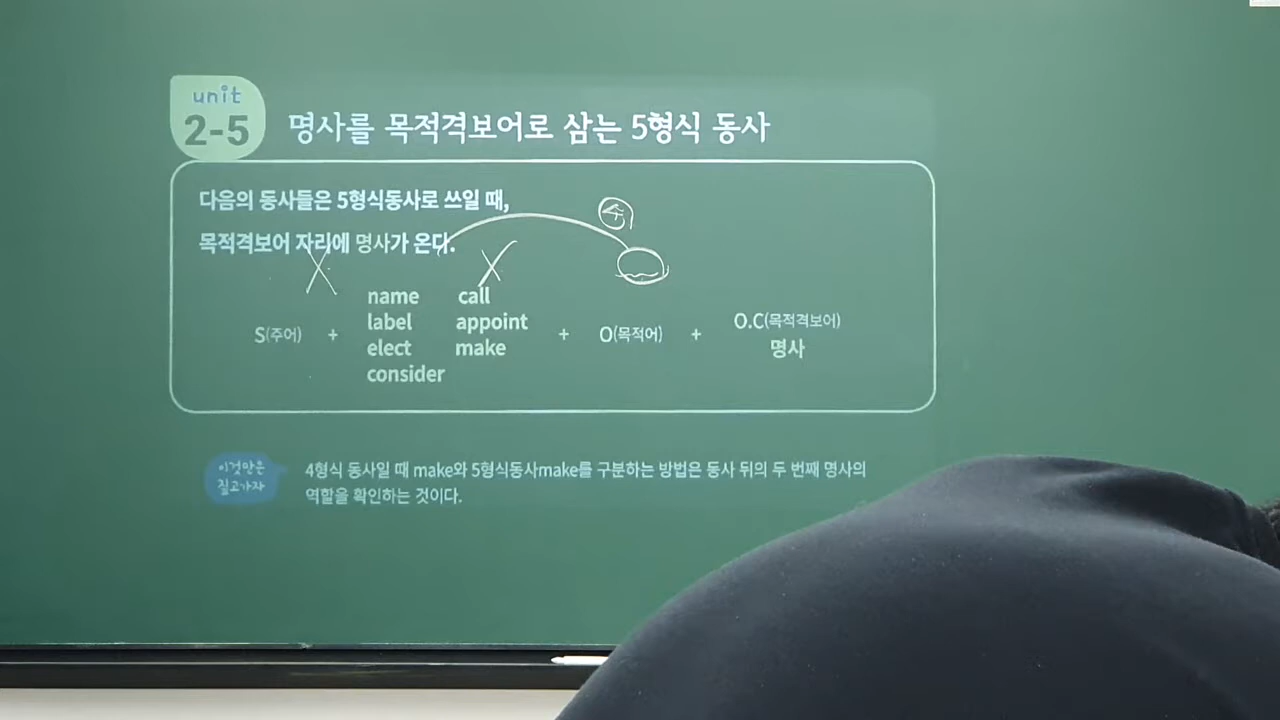 unit
2-5
명사를 목적격보어로 삼는 5형식 동사
다음의 동사들은 5형식동사로 쓰일 때,
목적격보어 자리에 명사가 온다.
주
name call
label appoint
elect make
consider
S(주어) + + O(목적어) + O.C(목적격보어)
명사
이것만은
짚고가자
4형식 동사일 때 make와 5형식동사make를 구분하는 방법은 동사 뒤의 두 번째 명사의
역할을 확인하는 것이다.